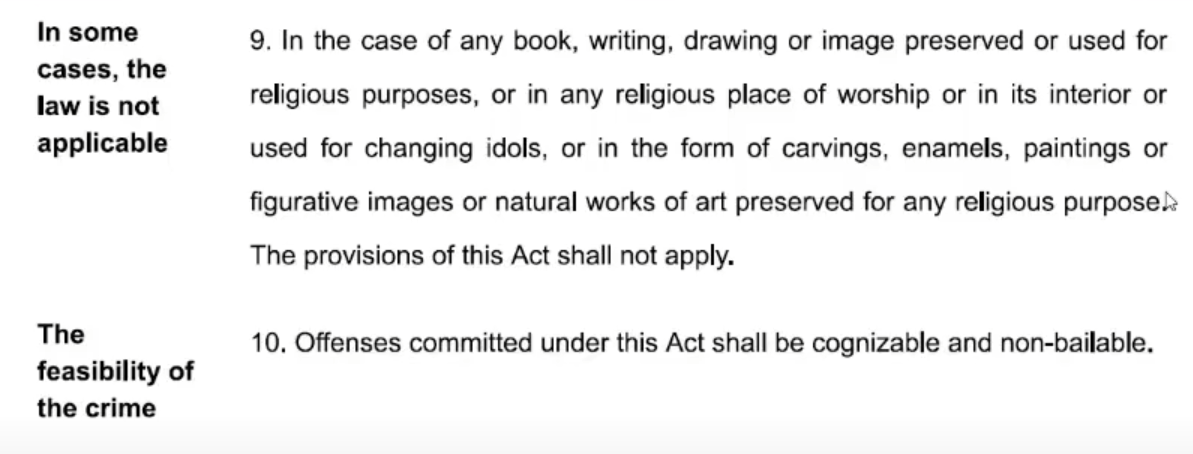 In some
cases, the
law is not
applicable
9. In the case of any book, writing, drawing or image preserved or used for
religious purposes, or in any religious place of worship or in its interior or
used for changing idols, or in the form of carvings, enamels, paintings or
figurative images or natural works of art preserved for any religious purpose.
The provisions of this Act shall not apply.
The
feasibility of
the crime
10. Offenses committed under this Act shall be cognizable and non-bailable.